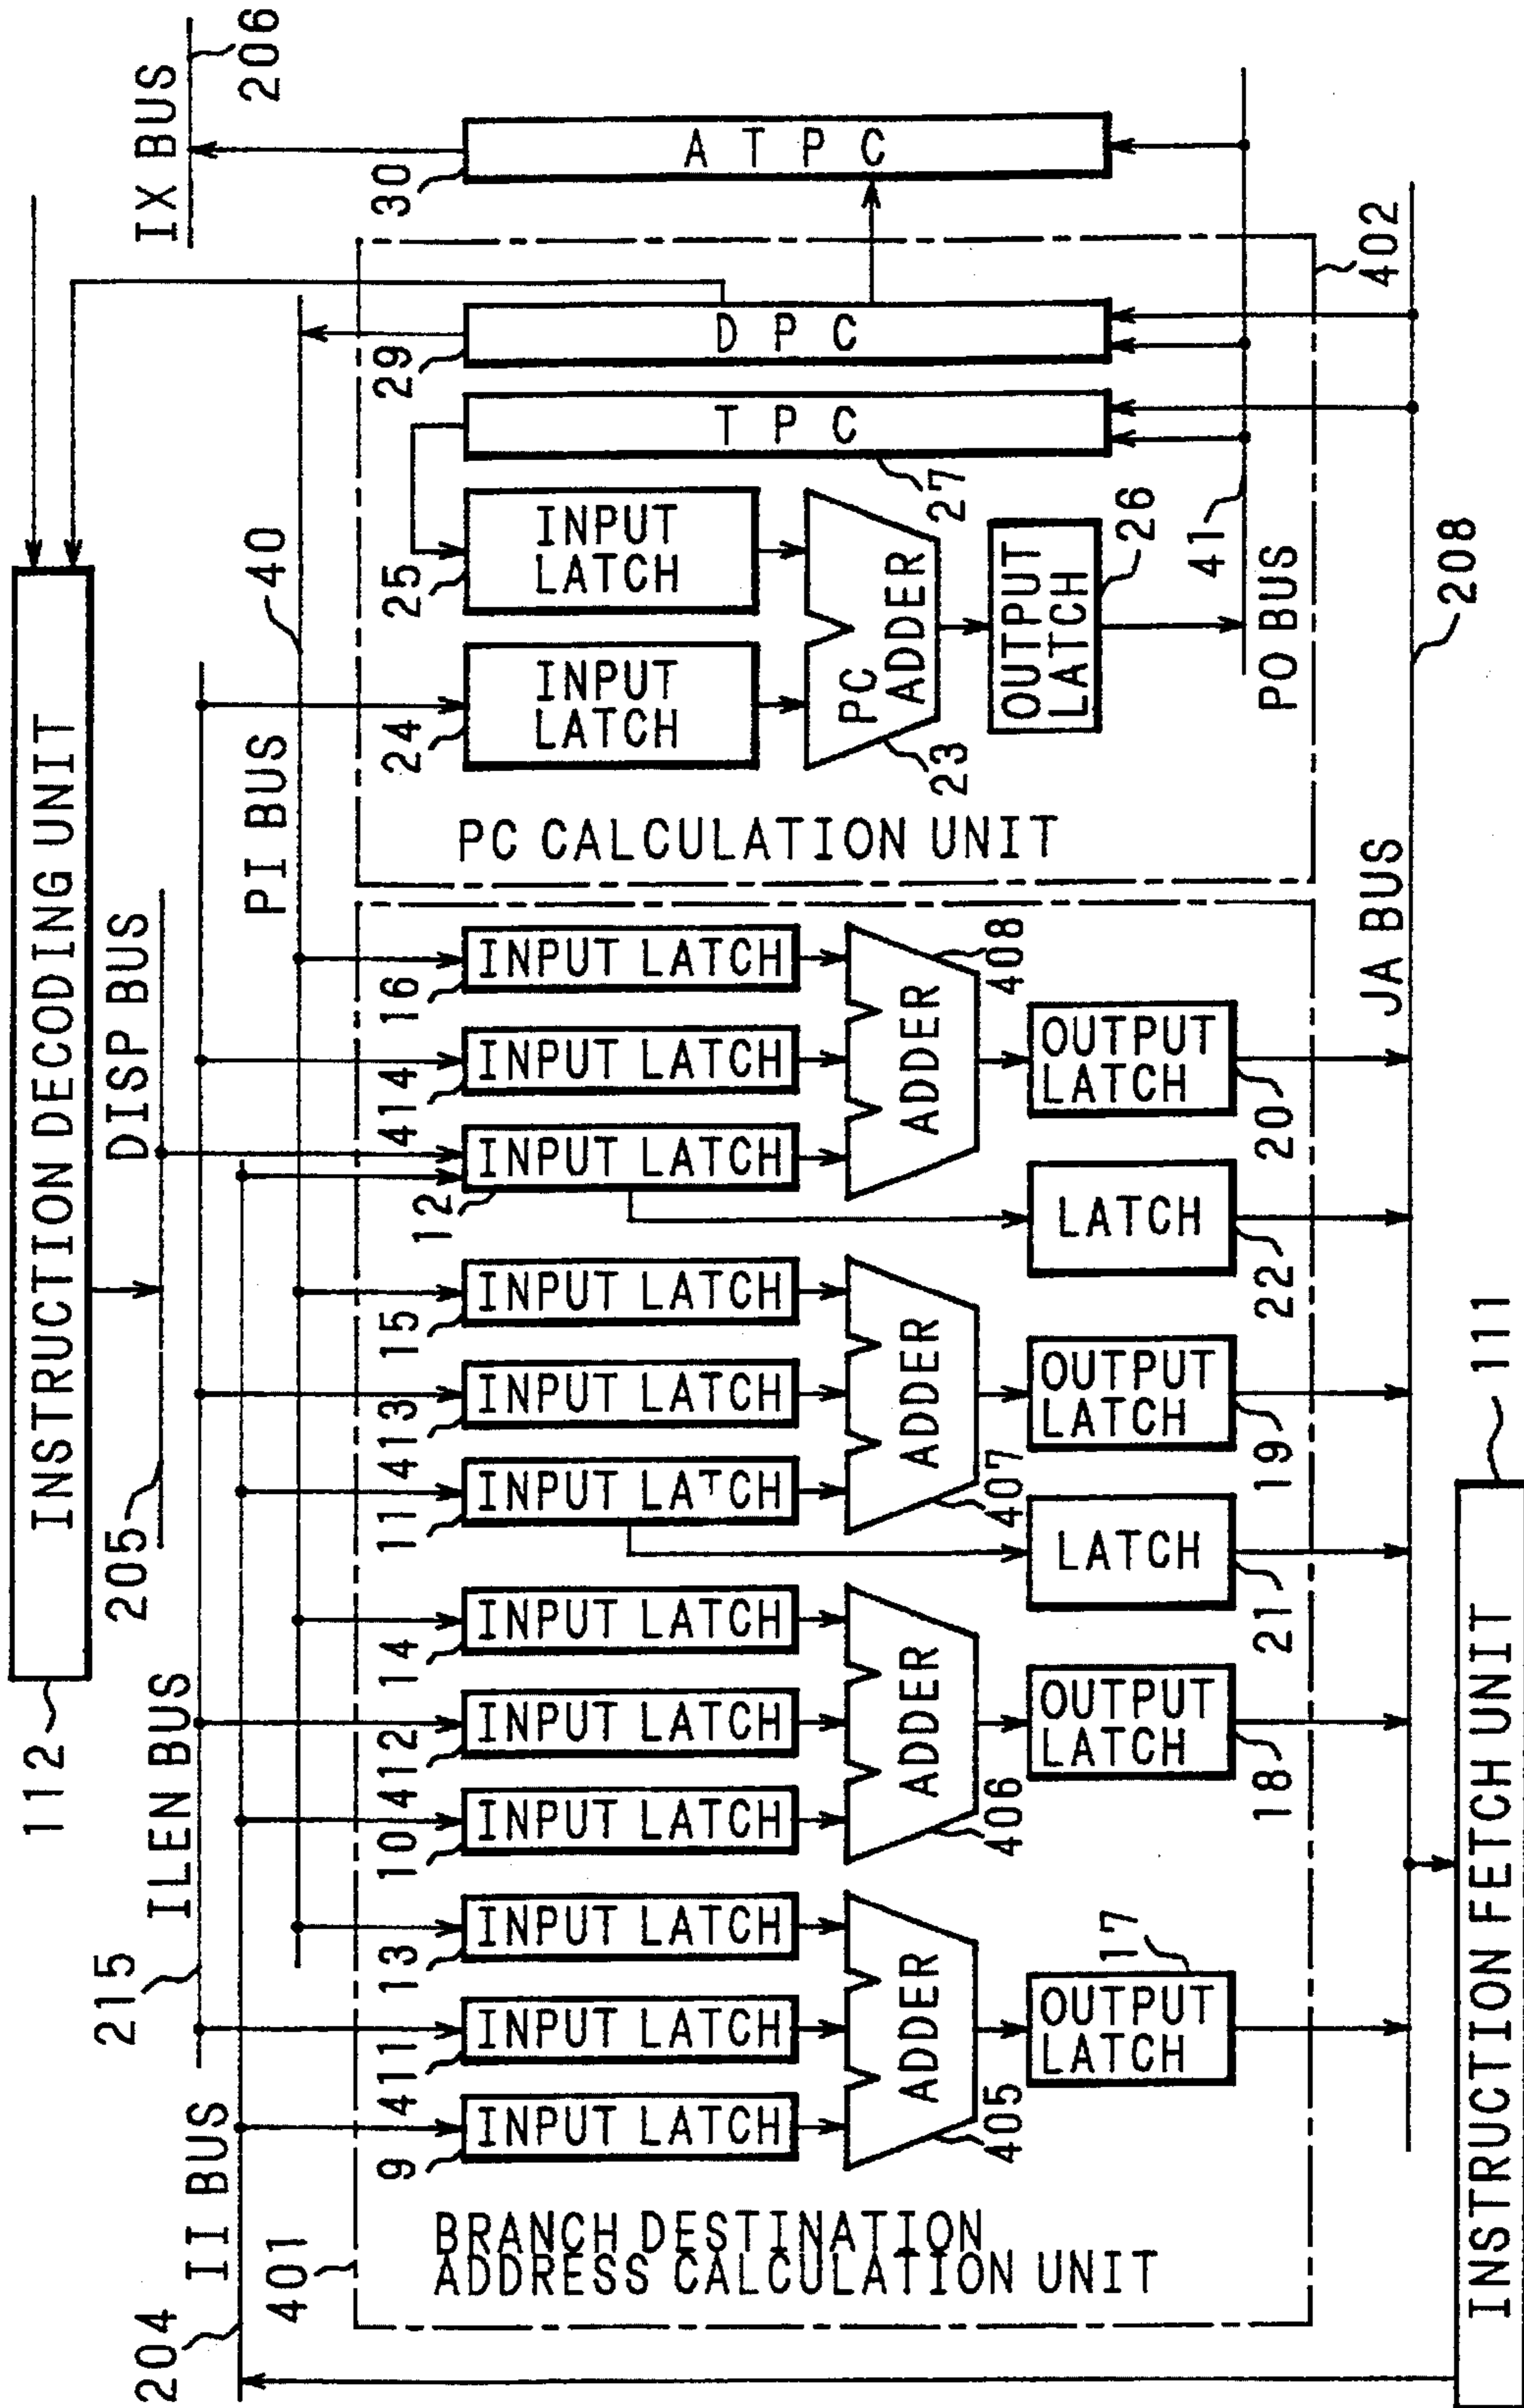 112
INSTRUCTION DECODING UNIT
IX BUS
206
205
DISP BUS
215
ILEN BUS
204
II BUS
PI BUS
40
401
9
INPUT LATCH
411
INPUT LATCH
13
INPUT LATCH
10
INPUT LATCH
412
INPUT LATCH
14
INPUT LATCH
11
INPUT LATCH
413
INPUT LATCH
15
INPUT LATCH
12
INPUT LATCH
414
INPUT LATCH
16
INPUT LATCH
24
INPUT
LATCH
25
INPUT
LATCH
TPC
27
29
DPC
30
ATPC
405
ADDER
406
ADDER
407
ADDER
408
ADDER
23
PC
ADDER
17
OUTPUT
LATCH
18
OUTPUT
LATCH
21
LATCH
19
OUTPUT
LATCH
22
LATCH
20
OUTPUT
LATCH
OUTPUT
LATCH
26
BRANCH DESTINATION
ADDRESS CALCULATION UNIT
PC CALCULATION UNIT
PO BUS
41
402
JA BUS
208
INSTRUCTION FETCH UNIT
111